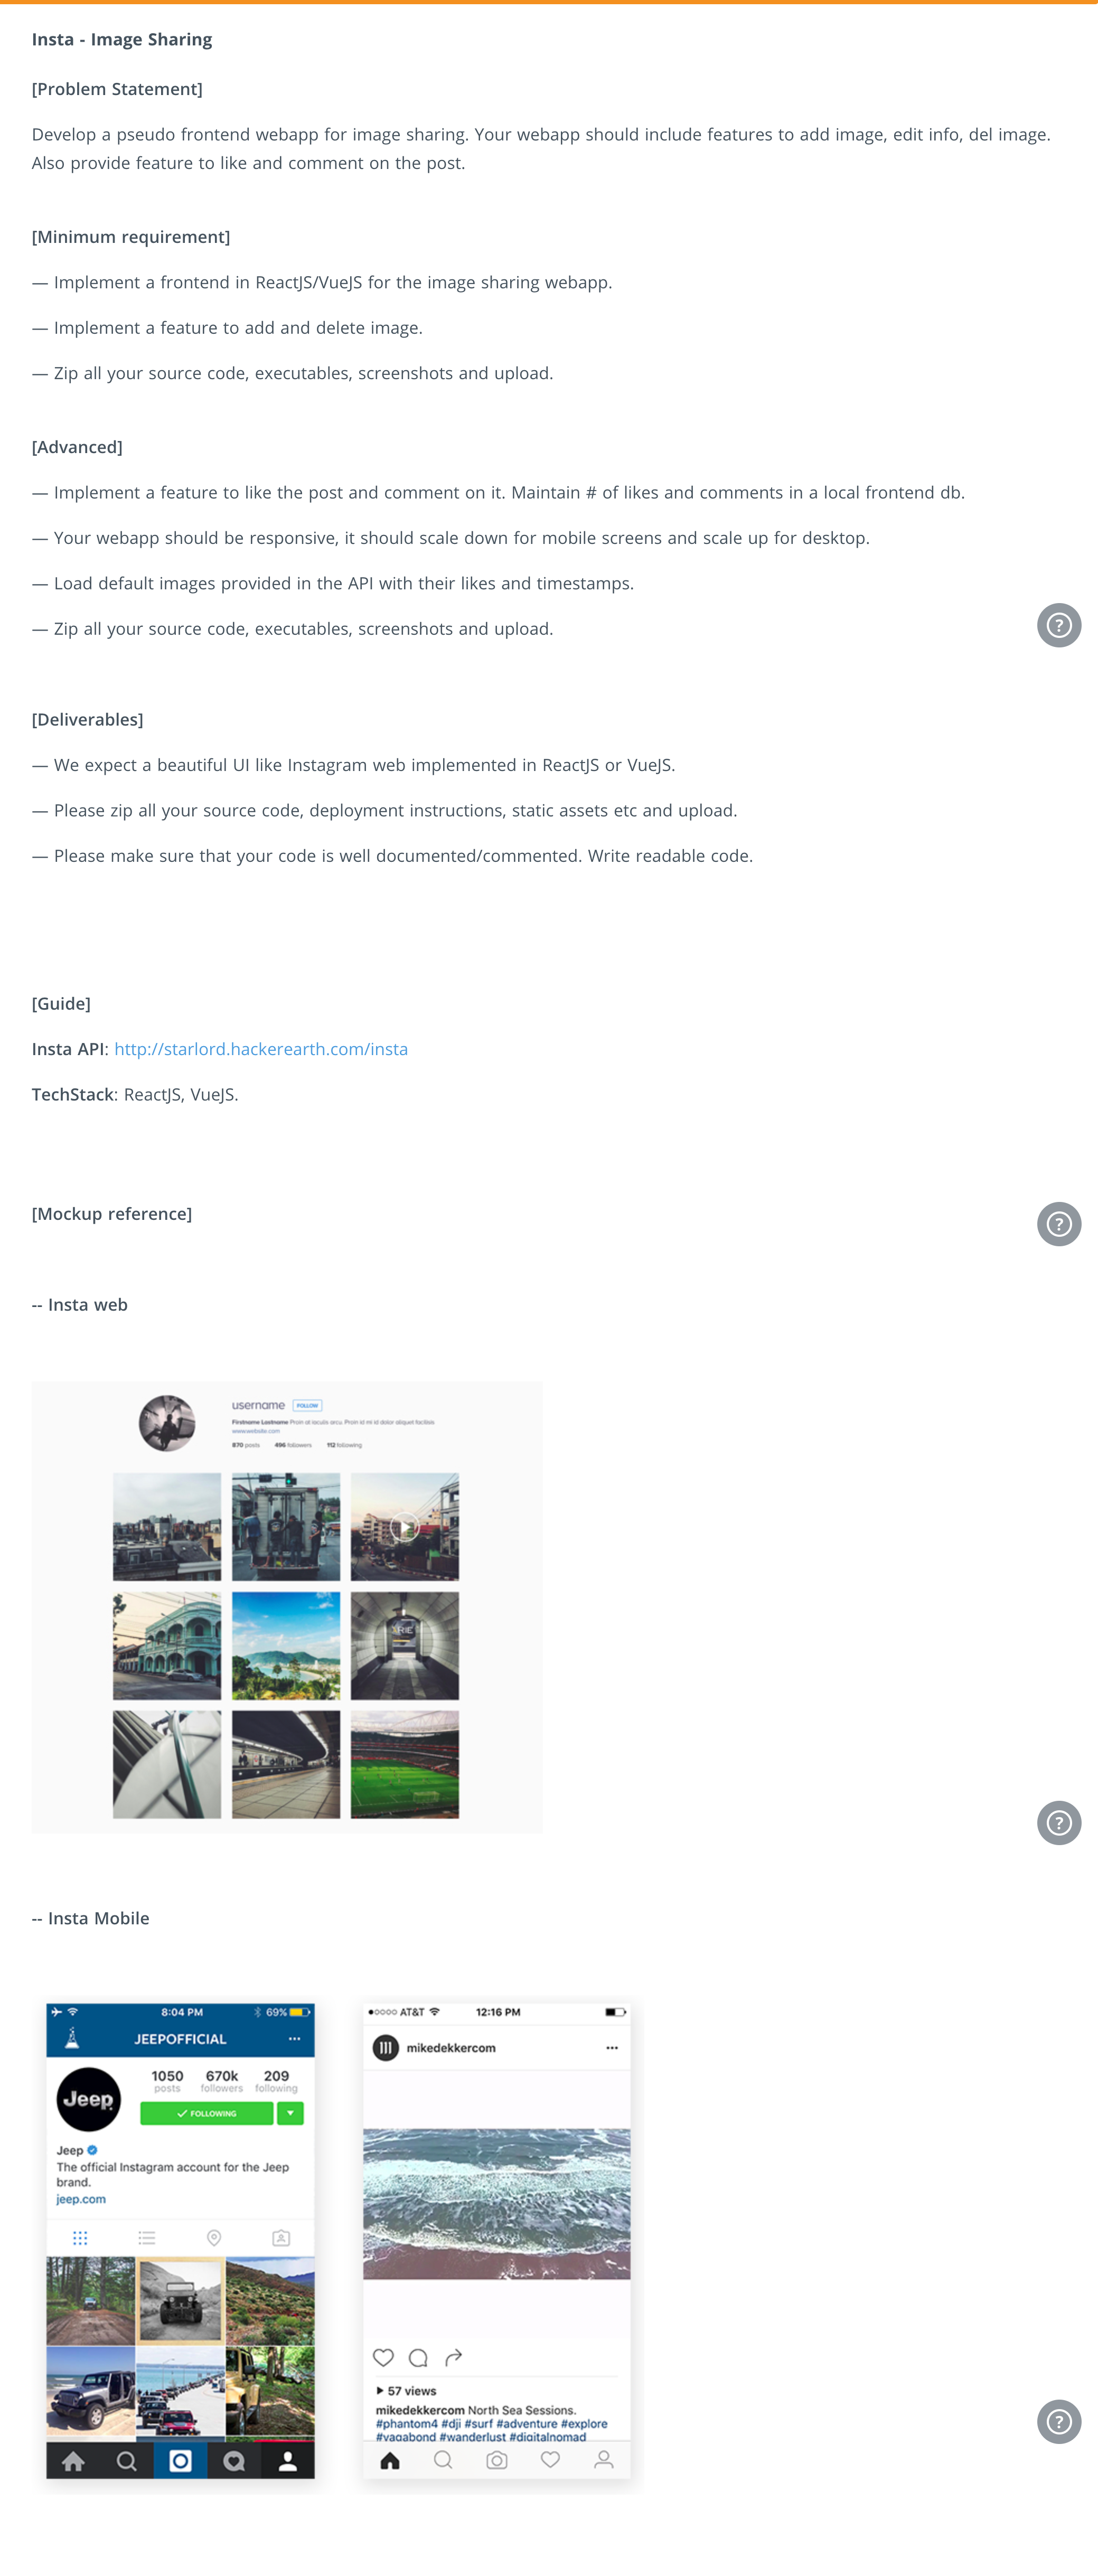 Insta - Image Sharing
[Problem Statement]
Develop a pseudo frontend webapp for image sharing. Your webapp should include features to add image, edit info, del image.
Also provide feature to like and comment on the post.
[Minimum requirement]
— Implement a frontend in ReactJS/VueJS for the image sharing webapp.
— Implement a feature to add and delete image.
— Zip all your source code, executables, screenshots and upload.
[Advanced]
— Implement a feature to like the post and comment on it. Maintain # of likes and comments in a local frontend db.
— Your webapp should be responsive, it should scale down for mobile screens and scale up for desktop.
— Load default images provided in the API with their likes and timestamps.
— Zip all your source code, executables, screenshots and upload.
?
[Deliverables]
— We expect a beautiful UI like Instagram web implemented in ReactJS or VueJS.
— Please zip all your source code, deployment instructions, static assets etc and upload.
— Please make sure that your code is well documented/commented. Write readable code.
[Guide]
Insta API: http://starlord.hackerearth.com/insta
TechStack: ReactJS, VueJS.
[Mockup reference]
?
-- Insta web
username FOLLOW
Firstname Lastname Proin et iaculis arcu. Proin id mi id dolor aliquet facilisis
www.website.com
870 posts 496 followers 112 following
?
-- Insta Mobile
8:04 PM 69%
JEEPOFFICIAL
Jeep
1050 670k 209
posts followers following
FOLLOWING
Jeep
The official Instagram account for the Jeep
brand.
jeep.com
AT&T 12:16 PM
mikedekkercom
57 views
mikedekkercom North Sea Sessions.
#phantom4 #dji #surf #adventure #explore
#vagabond #wanderlust #digitalnomad
?